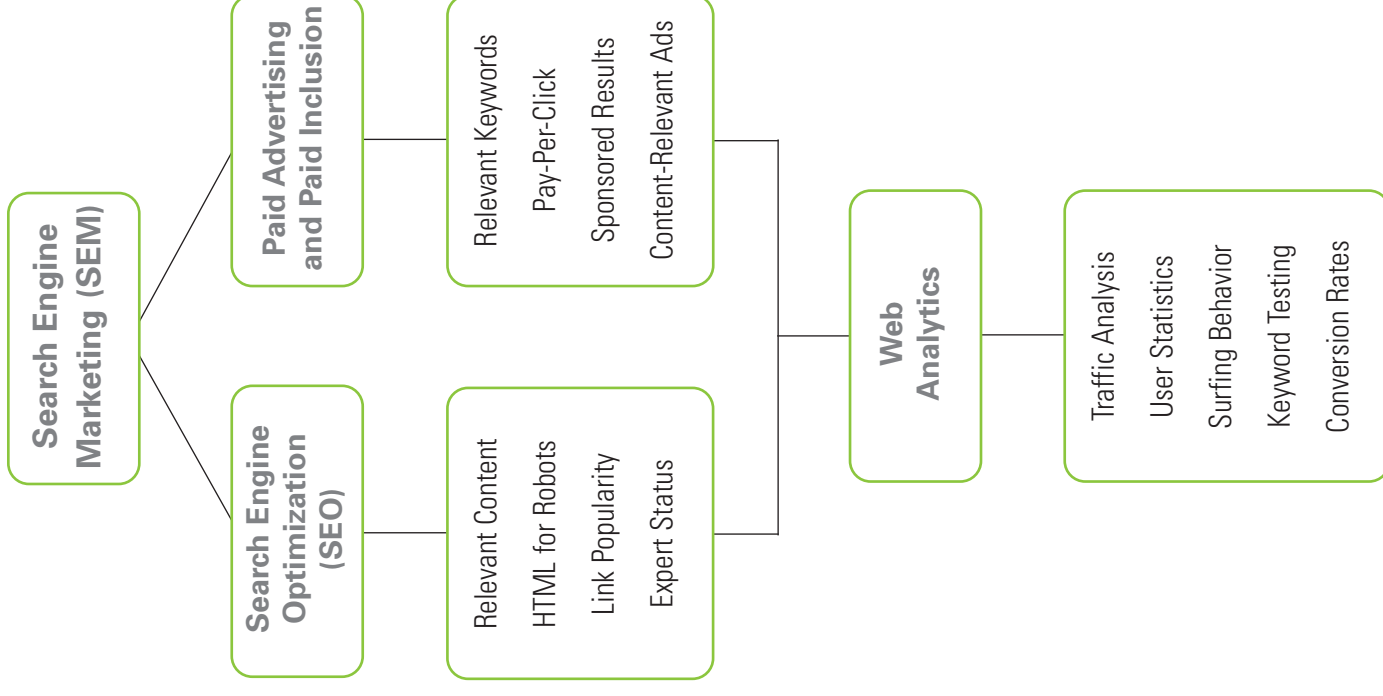 Search Engine
Marketing (SEM)
Search Engine
Optimization
(SEO)
Paid Advertising
and Paid Inclusion
Relevant Content
HTML for Robots
Link Popularity
Expert Status
Relevant Keywords
Pay-Per-Click
Sponsored Results
Content-Relevant Ads
Web
Analytics
Traffic Analysis
User Statistics
Surfing Behavior
Keyword Testing
Conversion Rates